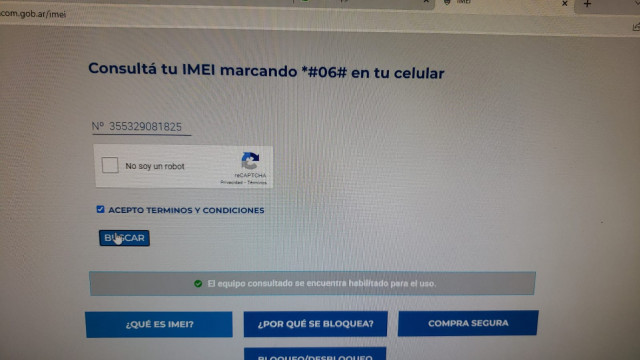 com.gob.ar/imei
IMEI
Consultá tu IMEI marcando *#06# en tu celular
Nº 355329081825
No soy un robot
reCAPTCHA
Privacidad - Términos
ACEPTO TERMINOS Y CONDICIONES
BUSCAR
El equipo consultado se encuentra habilitado para el uso.
¿QUÉ ES IMEI?
¿POR QUÉ SE BLOQUEA?
COMPRA SEGURA
BLOQUEO/DESBLOQUEO